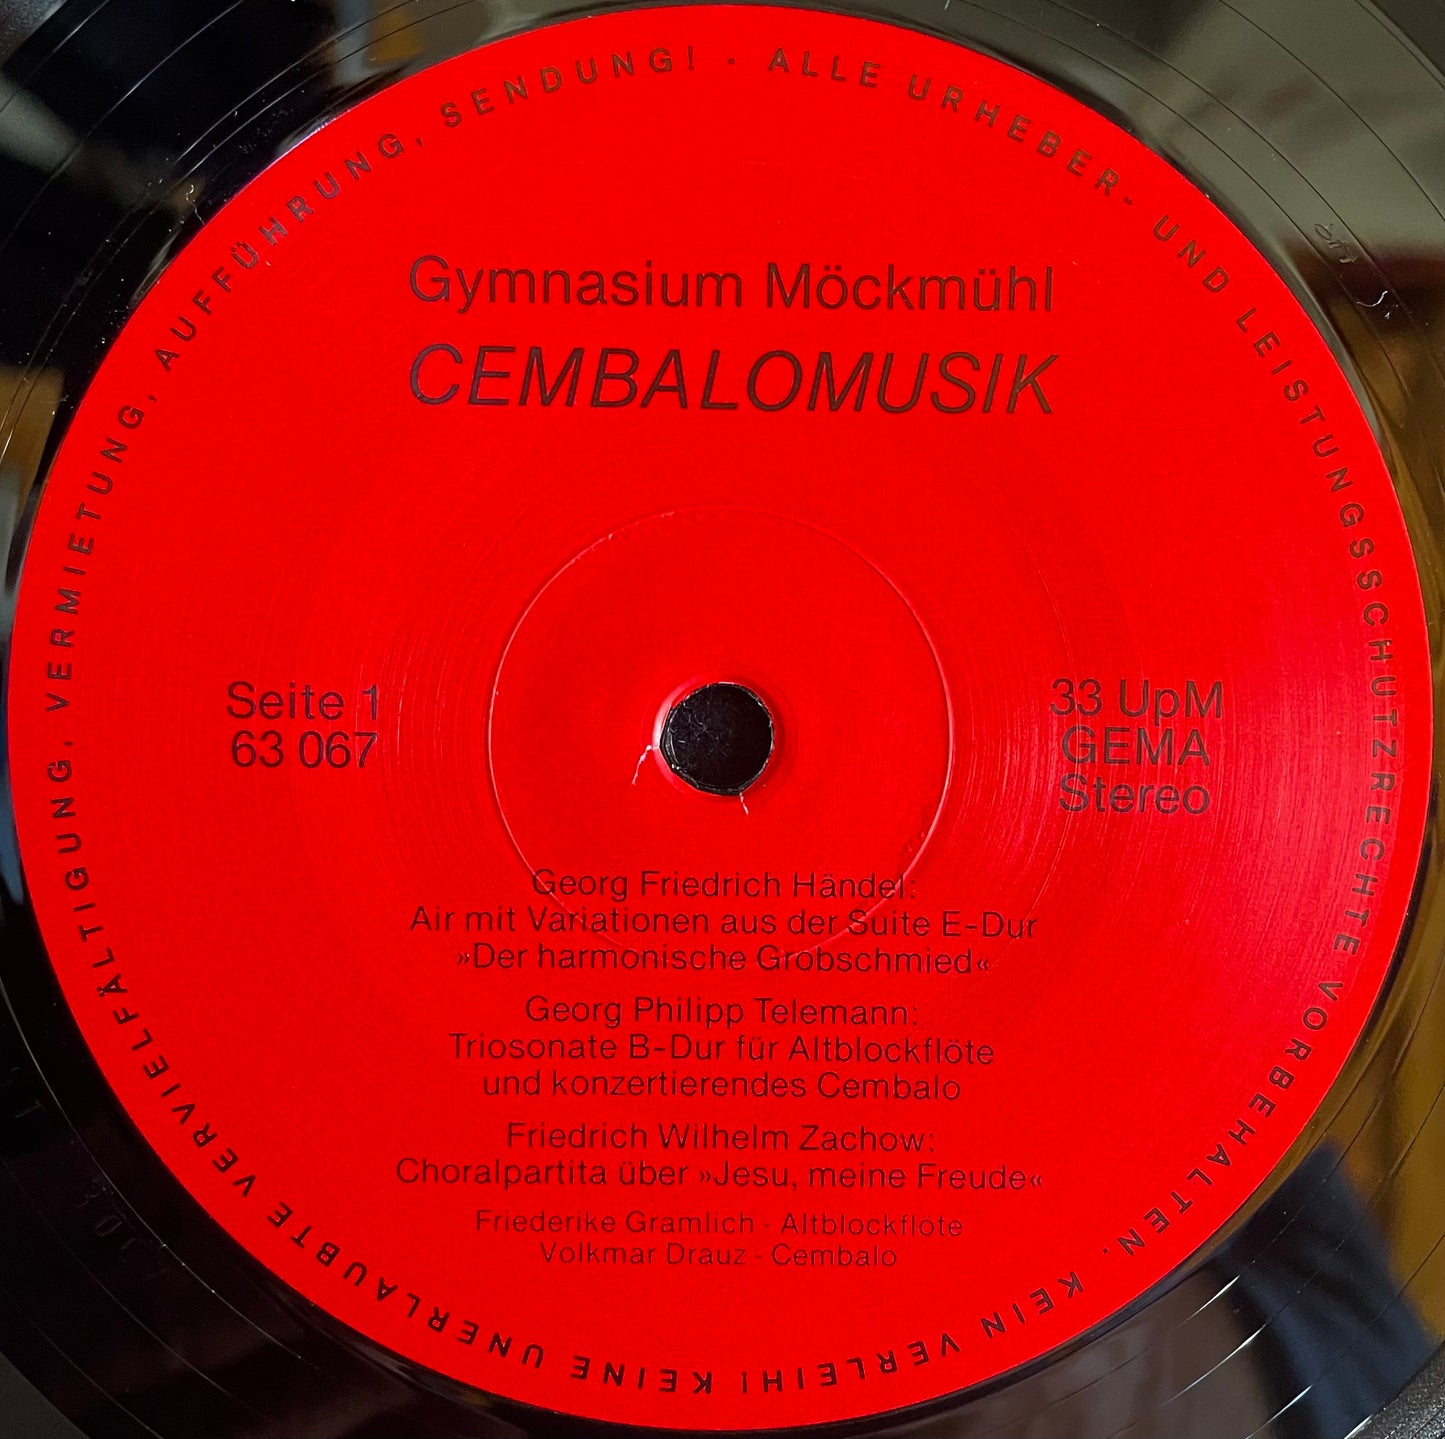 ALLE URHEBER- UND LEISTUNGSSCHUTZRECHTE VORBEHALTEN. KEIN VERLEIH! KEINE UNERLAUBTE VERVIELFÄLTIGUNG, VERMIETUNG, AUFFÜHRUNG, SENDUNG! ·
Gymnasium Möckmühl
CEMBALOMUSIK
Seite 1
63 067
33 UpM
GEMA
Stereo
Georg Friedrich Händel:
Air mit Variationen aus der Suite E-Dur
»Der harmonische Grobschmied«
Georg Philipp Telemann:
Triosonate B-Dur für Altblockflöte
und konzertierendes Cembalo
Friedrich Wilhelm Zachow:
Choralpartita über »Jesu, meine Freude«
Friederike Gramlich - Altblockflöte
Volkmar Drauz - Cembalo